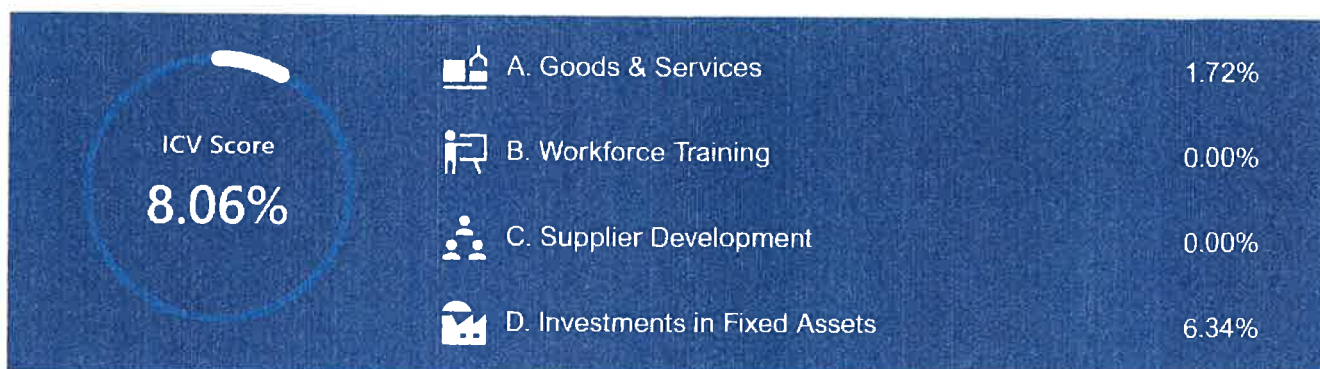 ICV Score
8.06%
A. Goods & Services 1.72%
B. Workforce Training 0.00%
C. Supplier Development 0.00%
D. Investments in Fixed Assets 6.34%